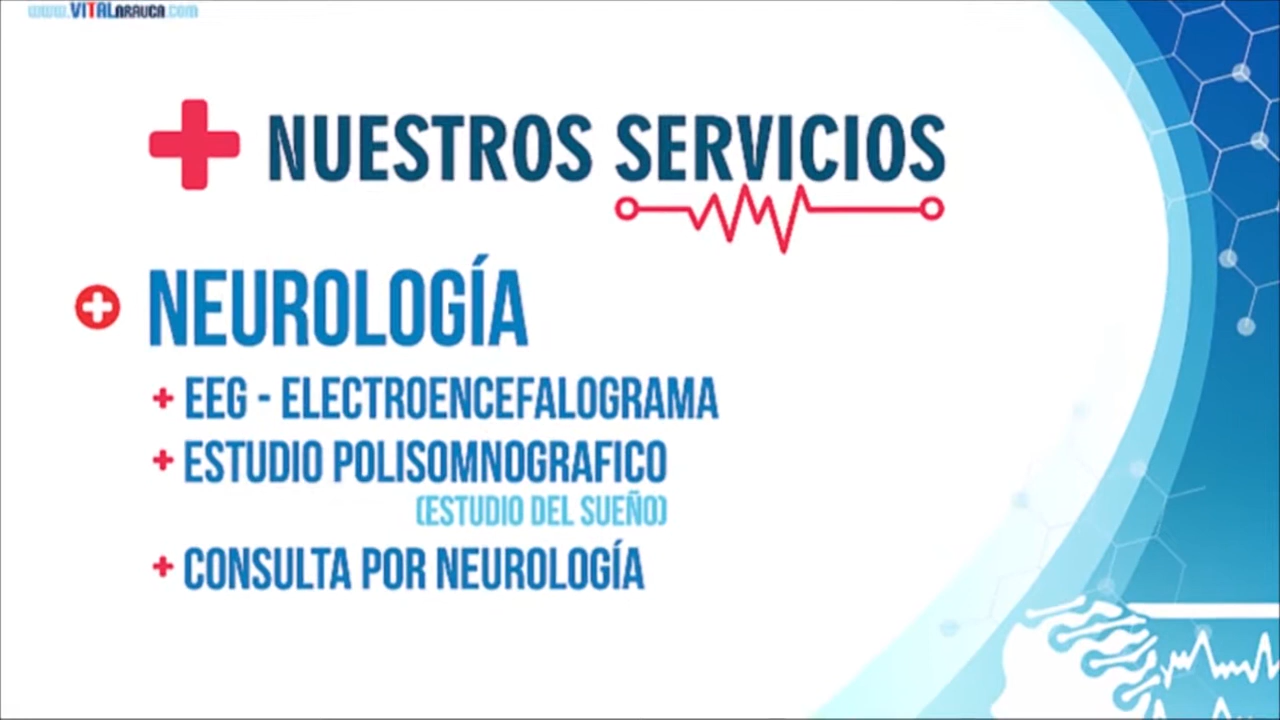 www.VITALARAUCA.com
NUESTROS SERVICIOS
NEUROLOGÍA
EEG - ELECTROENCEFALOGRAMA
ESTUDIO POLISOMNOGRAFICO
(ESTUDIO DEL SUEÑO)
CONSULTA POR NEUROLOGÍA